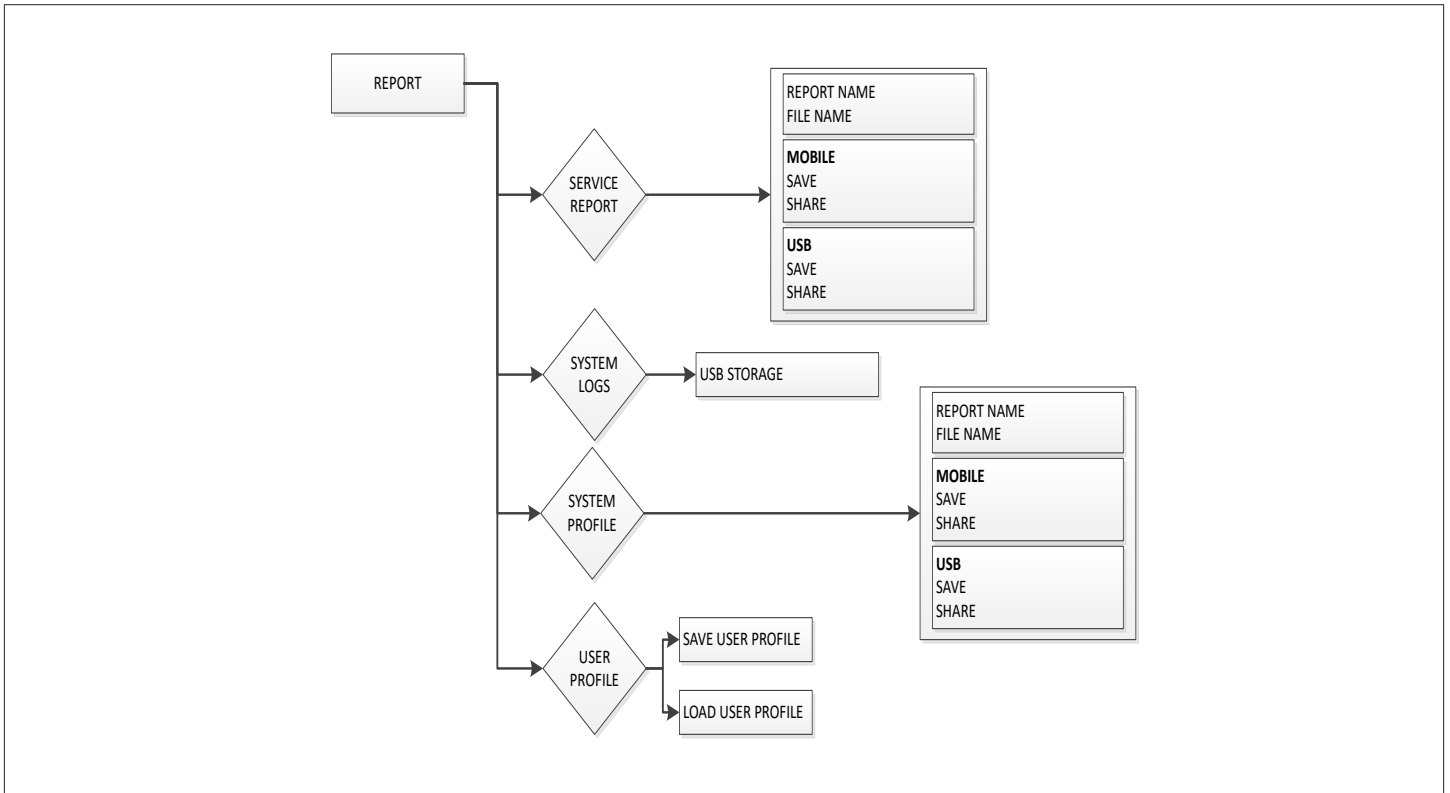 REPORT
SERVICE
REPORT
REPORT NAME
FILE NAME
MOBILE
SAVE
SHARE
USB
SAVE
SHARE
SYSTEM
LOGS
USB STORAGE
SYSTEM
PROFILE
REPORT NAME
FILE NAME
MOBILE
SAVE
SHARE
USB
SAVE
SHARE
USER
PROFILE
SAVE USER PROFILE
LOAD USER PROFILE